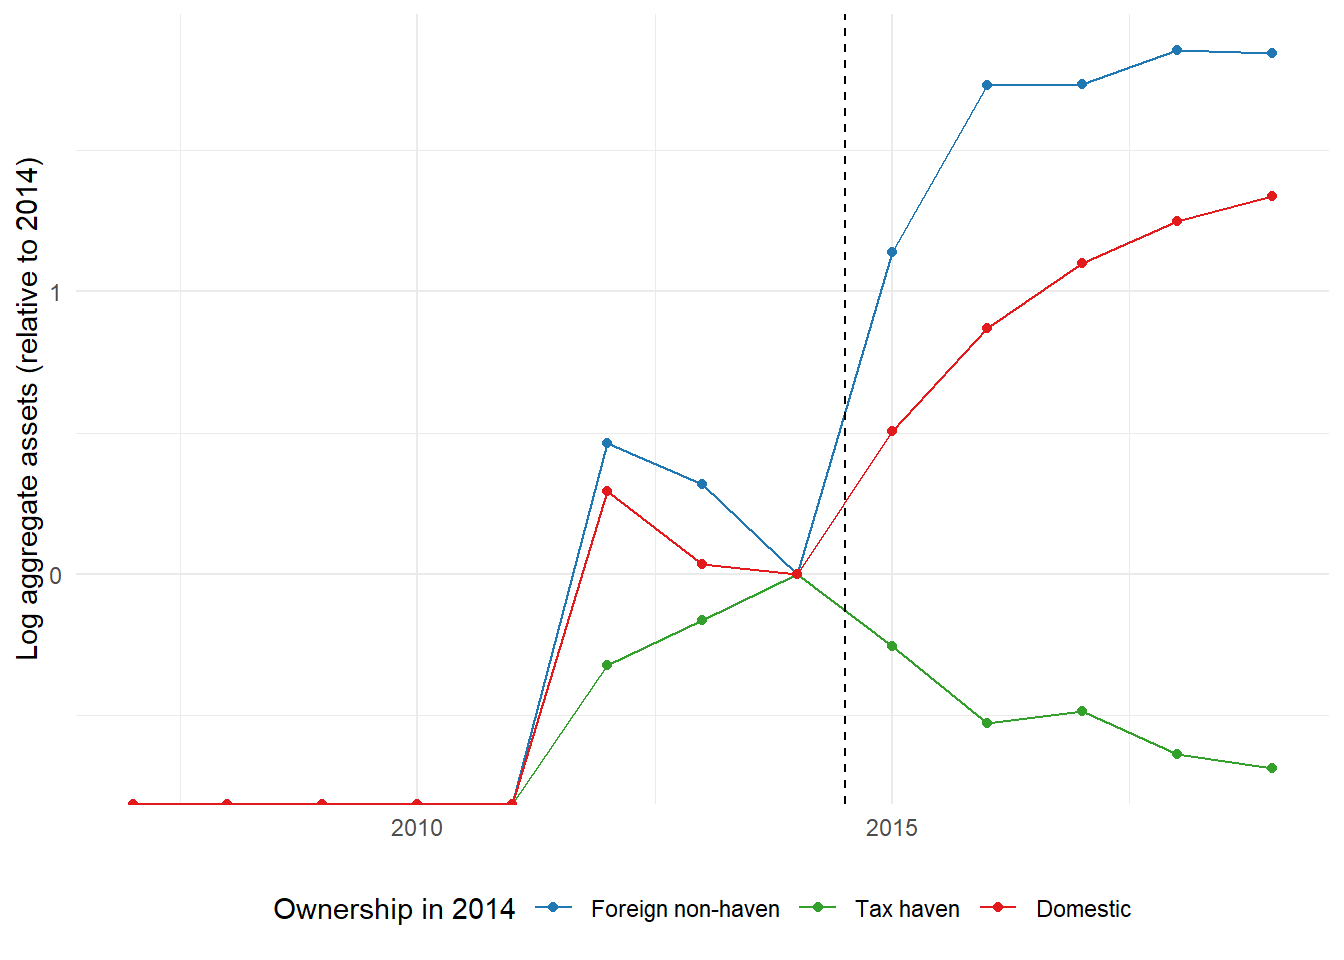 Log aggregate assets (relative to 2014)
1
0
2010 2015
Ownership in 2014 Foreign non-haven Tax haven Domestic